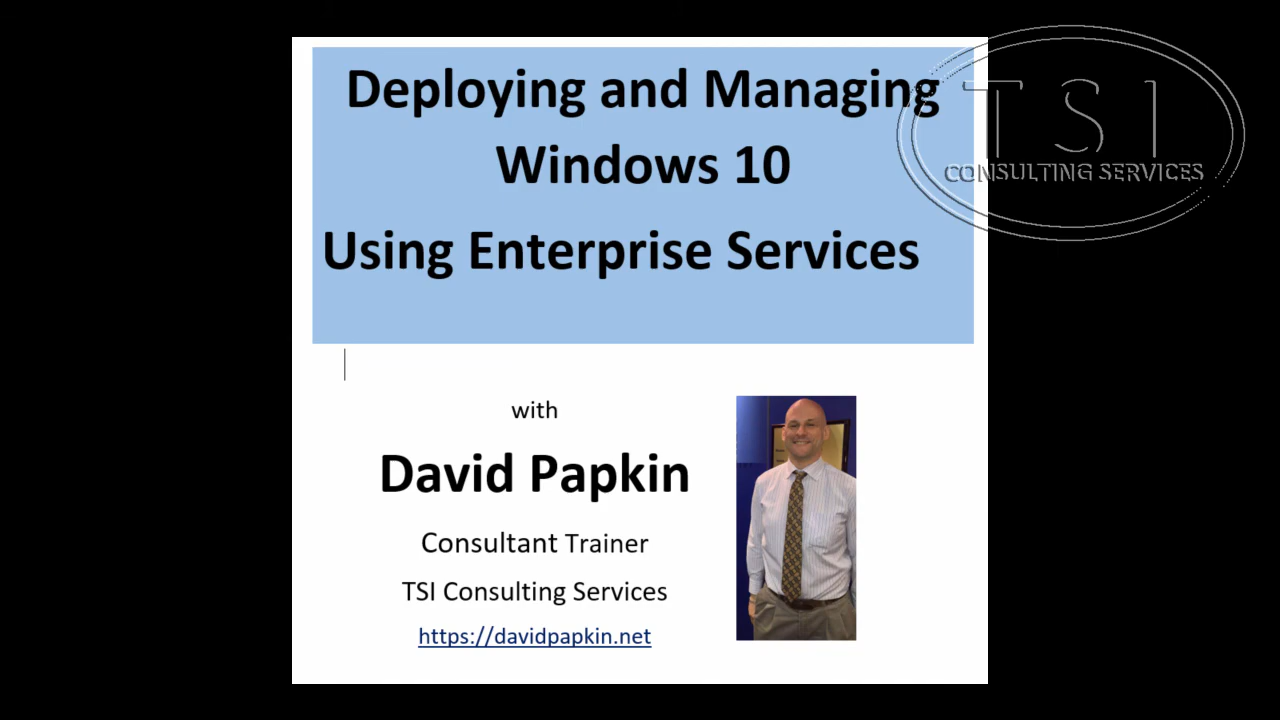 Deploying and Managing
Windows 10
Using Enterprise Services
T S I
CONSULTING SERVICES
with
David Papkin
Consultant Trainer
TSI Consulting Services
https://davidpapkin.net